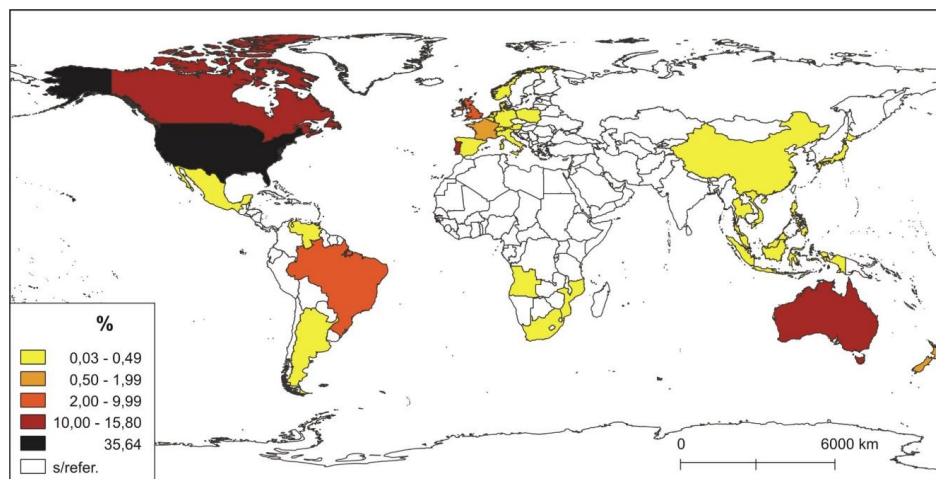 %
0,03 - 0,49
0,50 - 1,99
2,00 - 9,99
10,00 - 15,80
35,64
s/refer.
0 6000 km